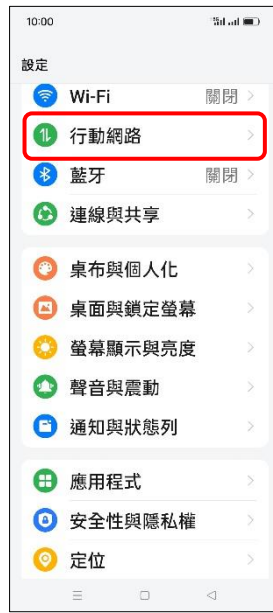 10:00
設定
Wi-Fi 關閉
行動網路
藍牙 關閉
連線與共享
桌布與個人化
桌面與鎖定螢幕
螢幕顯示與亮度
聲音與震動
通知與狀態列
應用程式
安全性與隱私權
定位